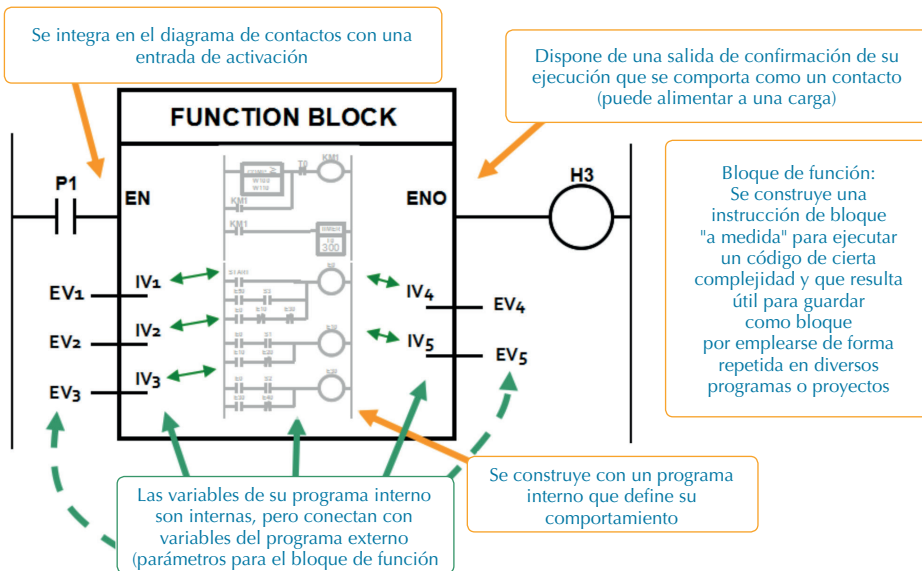 Se integra en el diagrama de contactos con una
entrada de activación
Dispone de una salida de confirmación de su
ejecución que se comporta como un contacto
(puede alimentar a una carga)
FUNCTION BLOCK
P1
EN
ENO
H3
KM1
T0
KM1
KM1
300
Bloque de función:
Se construye una
instrucción de bloque
"a medida" para ejecutar
un código de cierta
complejidad y que resulta
útil para guardar
como bloque
por emplearse de forma
repetida en diversos
programas o proyectos
EV1
IV1
IV4
EV4
EV2
IV2
IV5
EV5
EV3
IV3
Las variables de su programa interno
son internas, pero conectan con
variables del programa externo
(parámetros para el bloque de función
Se construye con un programa
interno que define su
comportamiento